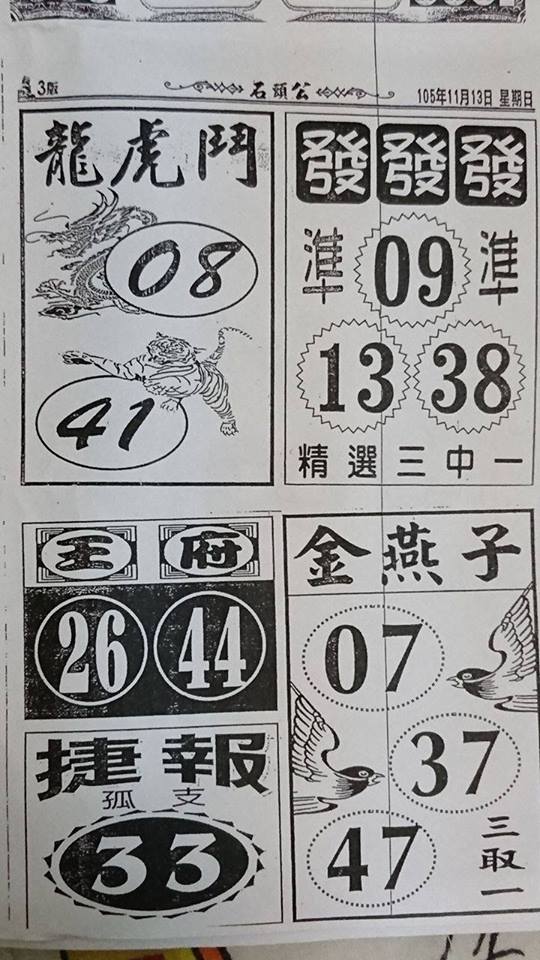 3版
石頭公
105年11月13日 星期日
龍虎鬥
08
41
發發發
準 09 準
13 38
精選三中一
王府
26 44
捷報
孤支
33
金燕子
07
37
47
三取一